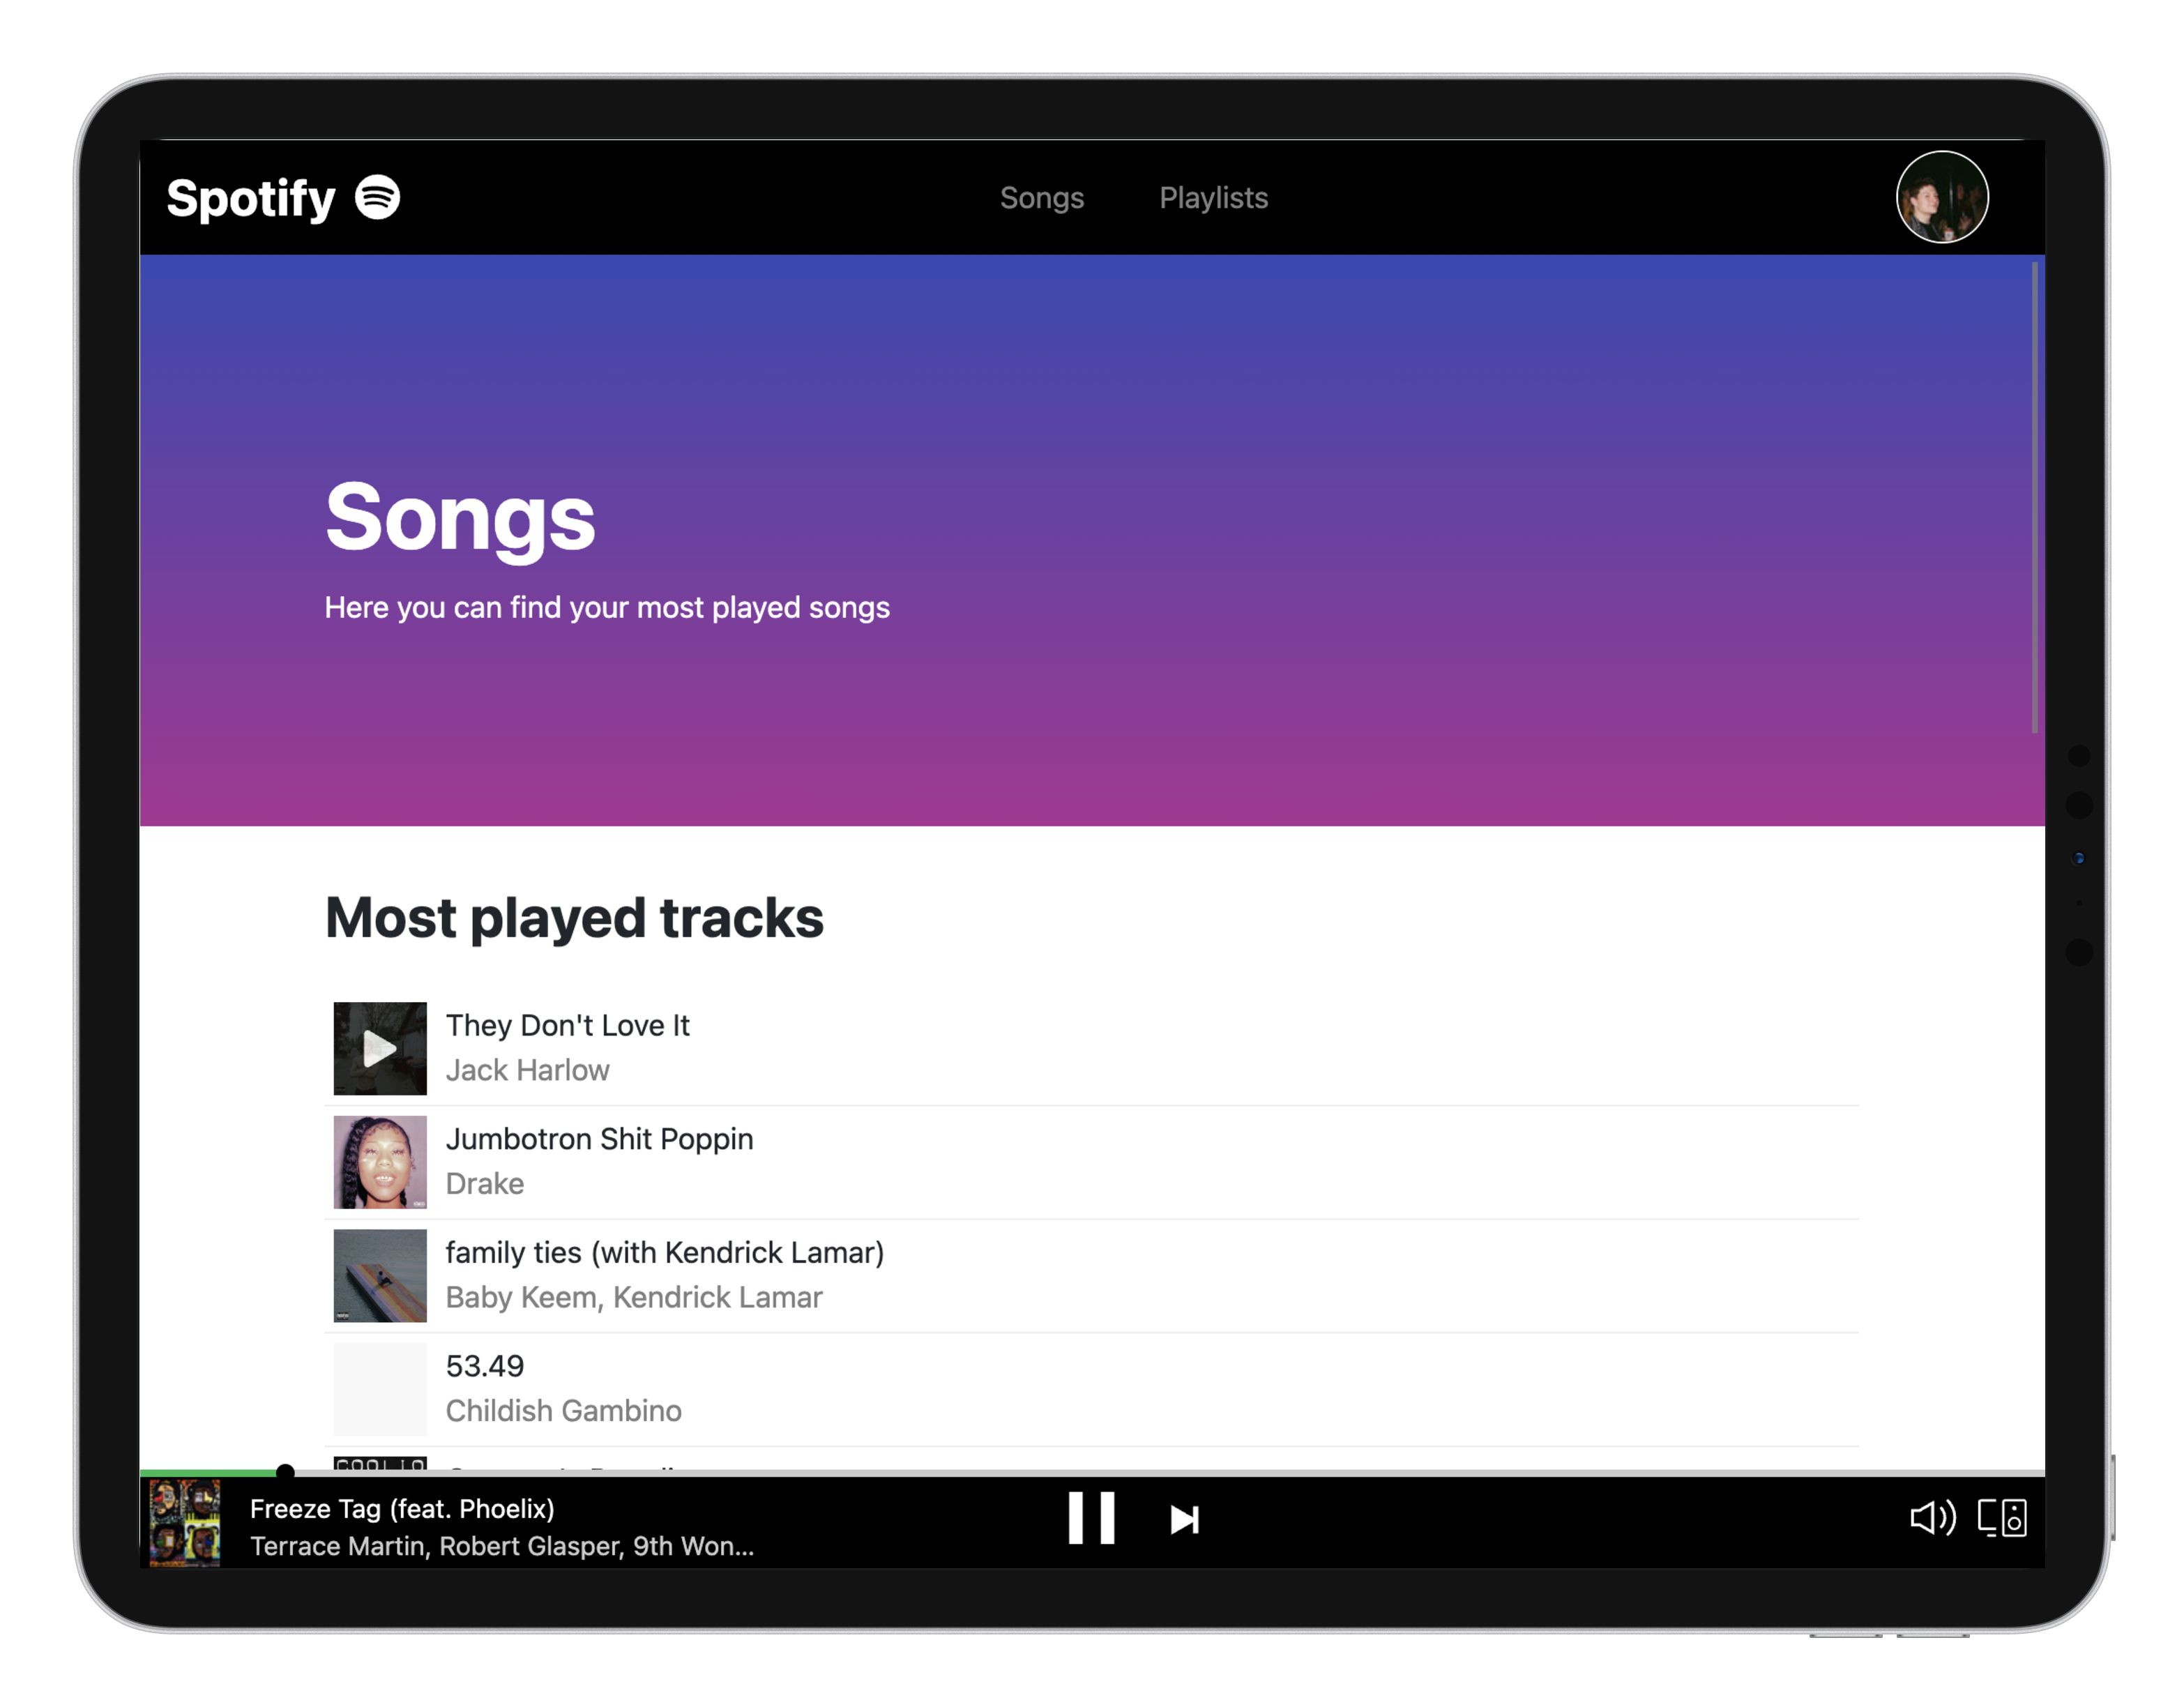 Spotify
Songs
Playlists
Songs
Here you can find your most played songs
Most played tracks
They Don't Love It
Jack Harlow
Jumbotron Shit Poppin
Drake
family ties (with Kendrick Lamar)
Baby Keem, Kendrick Lamar
53.49
Childish Gambino
Freeze Tag (feat. Phoelix)
Terrace Martin, Robert Glasper, 9th Won...